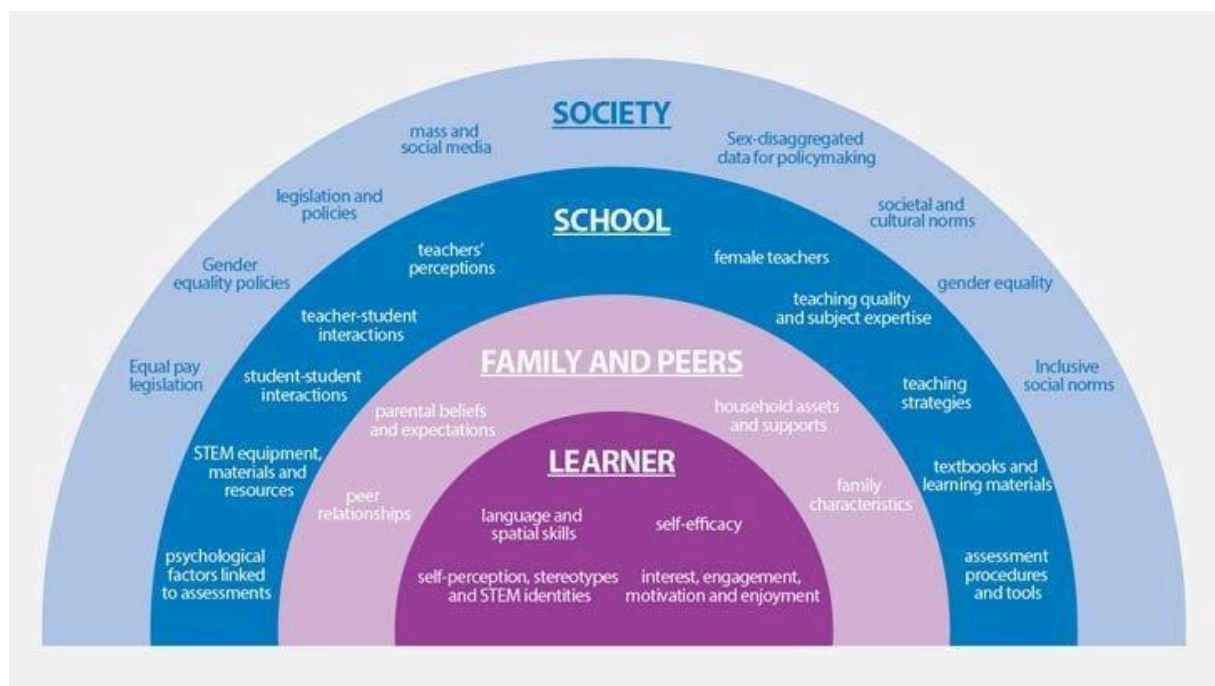 SOCIETY
mass and
social media
Sex-disaggregated
data for policymaking
legislation and
policies
societal and
cultural norms
Gender
equality policies
gender equality
Equal pay
legislation
Inclusive
social norms
SCHOOL
teachers'
perceptions
female teachers
teacher-student
interactions
teaching quality
and subject expertise
student-student
interactions
teaching
strategies
STEM equipment,
materials and
resources
textbooks and
learning materials
psychological
factors linked
to assessments
assessment
procedures
and tools
FAMILY AND PEERS
parental beliefs
and expectations
household assets
and supports
peer
relationships
family
characteristics
LEARNER
language and
spatial skills
self-efficacy
self-perception, stereotypes
and STEM identities
interest, engagement,
motivation and enjoyment